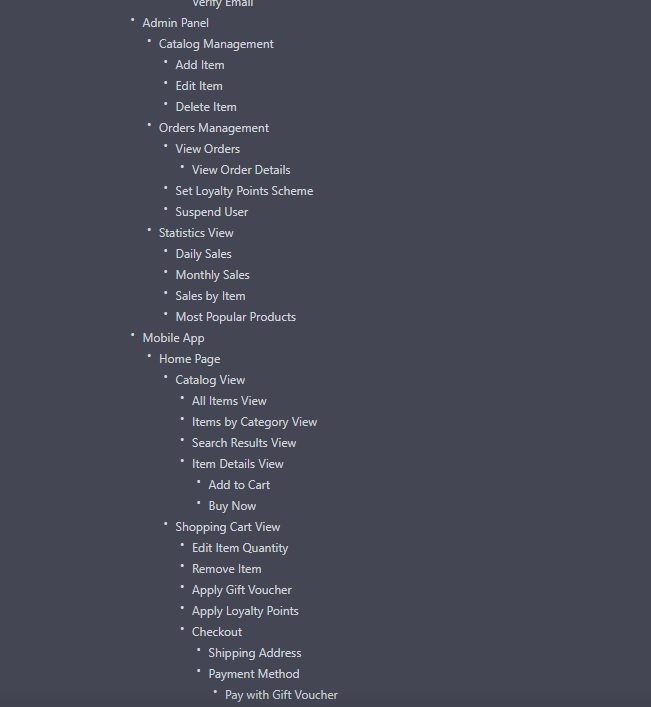 Verify Email
Admin Panel
Catalog Management
Add Item
Edit Item
Delete Item
Orders Management
View Orders
View Order Details
Set Loyalty Points Scheme
Suspend User
Statistics View
Daily Sales
Monthly Sales
Sales by Item
Most Popular Products
Mobile App
Home Page
Catalog View
All Items View
Items by Category View
Search Results View
Item Details View
Add to Cart
Buy Now
Shopping Cart View
Edit Item Quantity
Remove Item
Apply Gift Voucher
Apply Loyalty Points
Checkout
Shipping Address
Payment Method
Pay with Gift Voucher